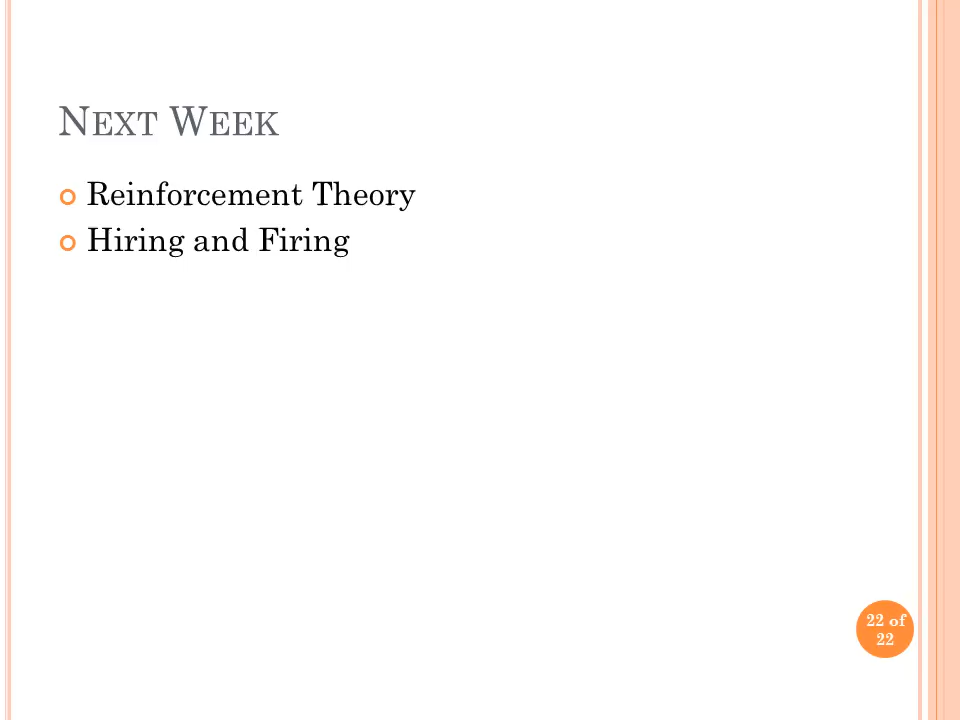 Next Week
Reinforcement Theory
Hiring and Firing
22 of
22